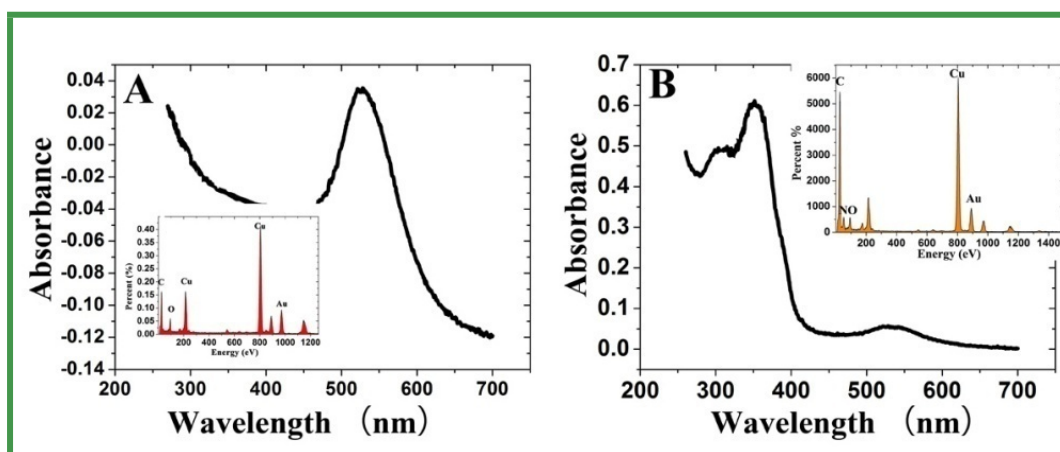 A
Absorbance
0.04
0.02
0.00
-0.02
-0.04
-0.06
-0.08
-0.10
-0.12
-0.14
200 300 400 500 600 700
Wavelength (nm)
Percent (%)
0.40
0.30
0.25
0.20
0.15
0.10
0.05
0.00
C
O
Cu
Cu
Au
200 400 600 800 1000 1200
Energy (eV)
B
Absorbance
0.7
0.6
0.5
0.4
0.3
0.2
0.1
0.0
200 300 400 500 600 700
Wavelength (nm)
Percent %
6000
5000
4000
3000
2000
1000
0
C
NO
Cu
Au
200 400 600 800 1000 1200 1400
Energy (eV)